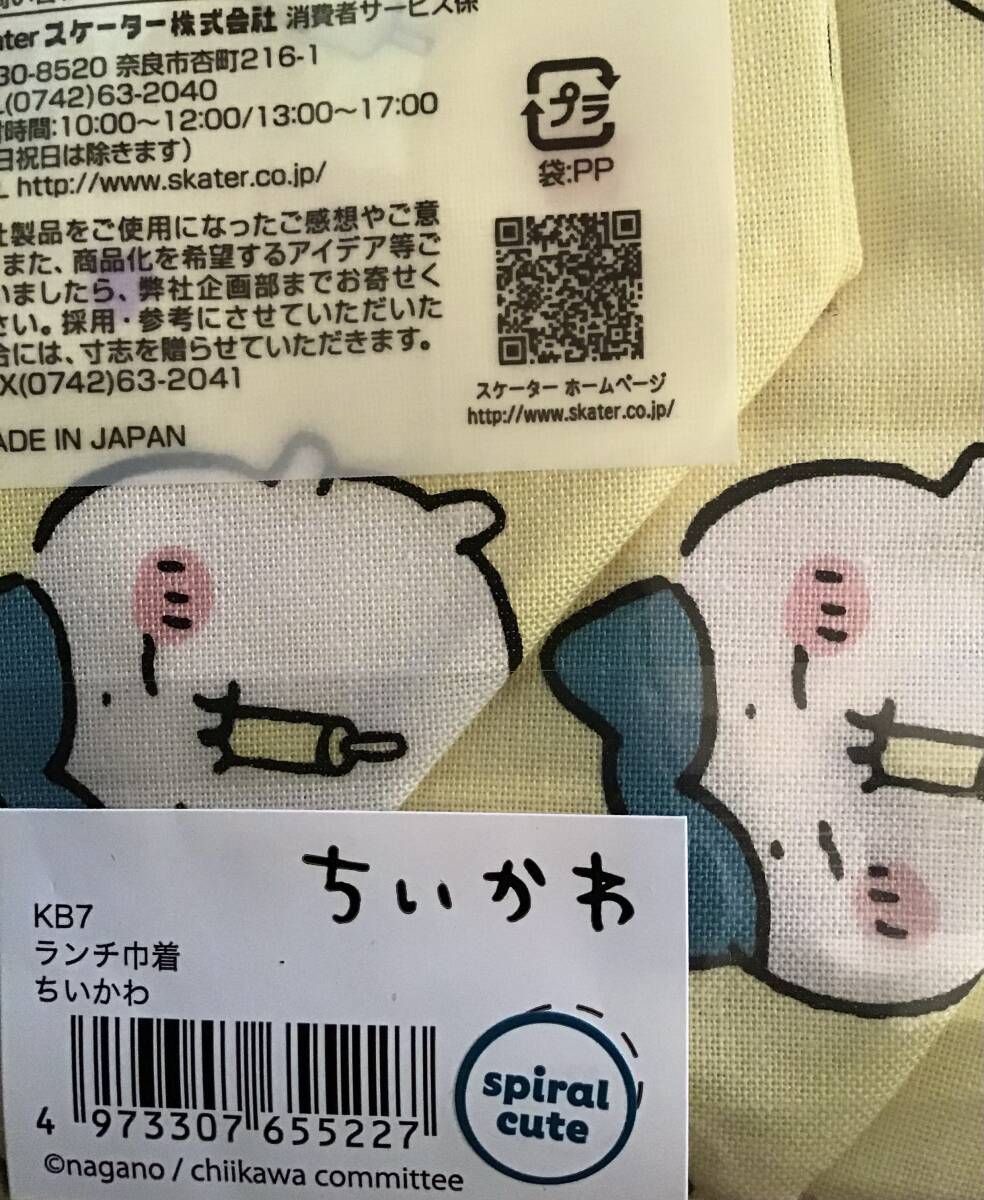 aterスケーター株式会社 消費者サービス係
30-8520 奈良市杏町216-1
(0742)63-2040
時間:10:00〜12:00/13:00〜17:00
日祝日は除きます)
http://www.skater.co.jp/
製品をご使用になったご感想やご意
また、商品化を希望するアイデア等ご
いましたら、弊社企画部までお寄せく
さい。採用・参考にさせていただいた
合には、寸志を贈らせていただきます。
X(0742)63-2041
ADE IN JAPAN
プラ
袋:PP
スケーター ホームページ
http://www.skater.co.jp/
ちいかわ
KB7
ランチ巾着
ちいかわ
4 973307 655227
spiral
cute
©nagano / chiikawa committee